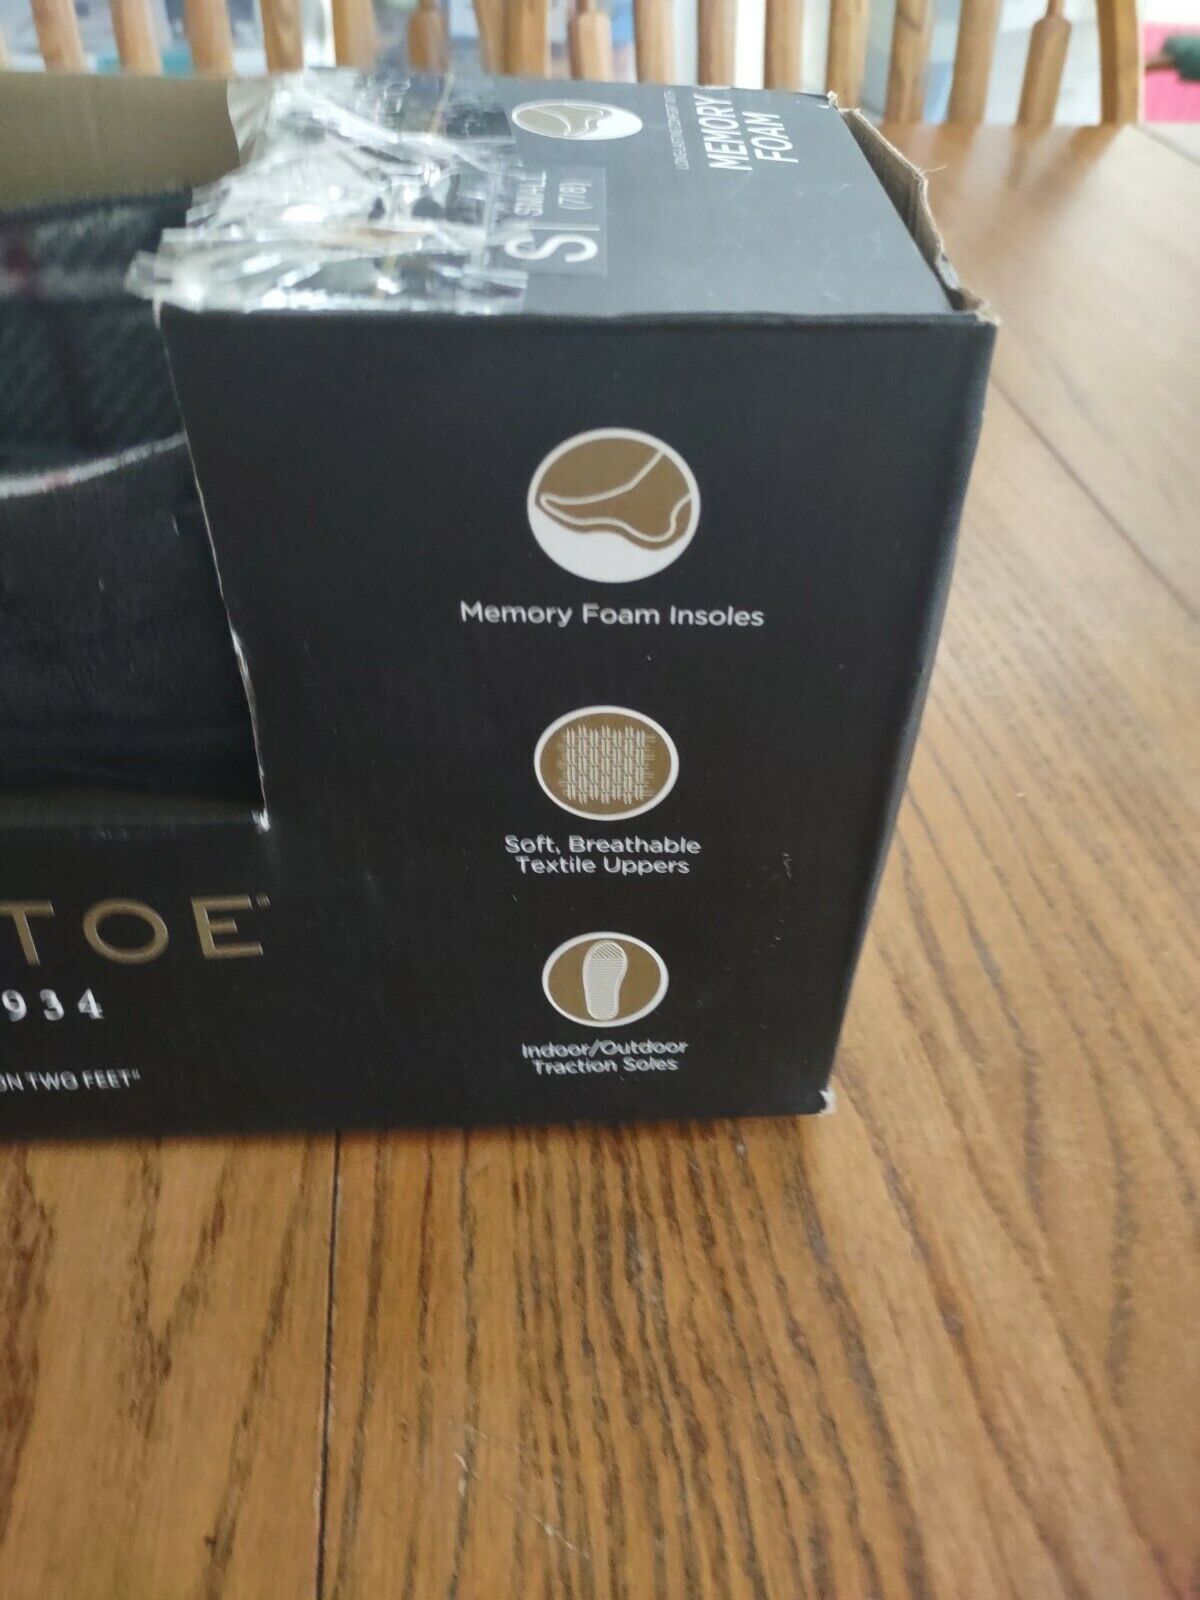 MEMORY
FOAM
S
SMALL
(7/8)
Memory Foam Insoles
Soft, Breathable
Textile Uppers
TOE®
934
ON TWO FEET"
Indoor/Outdoor
Traction Soles